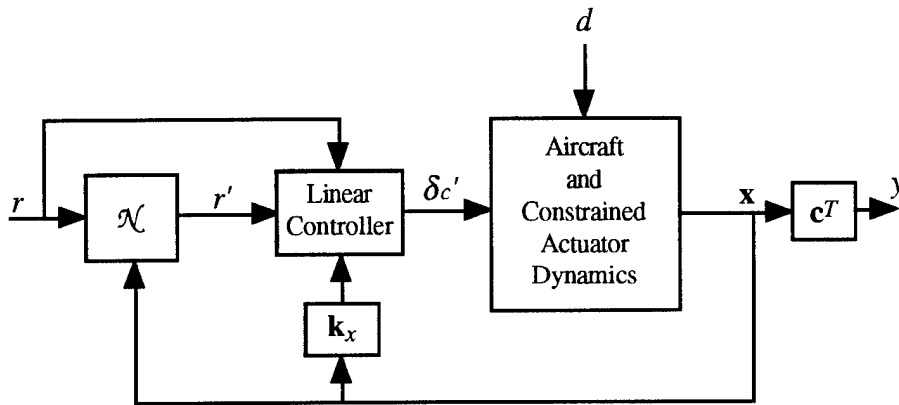 d
Aircraft
and
Constrained
Actuator
Dynamics
r
𝒩
r'
Linear
Controller
δc'
x
cᵀ
y
kₓ